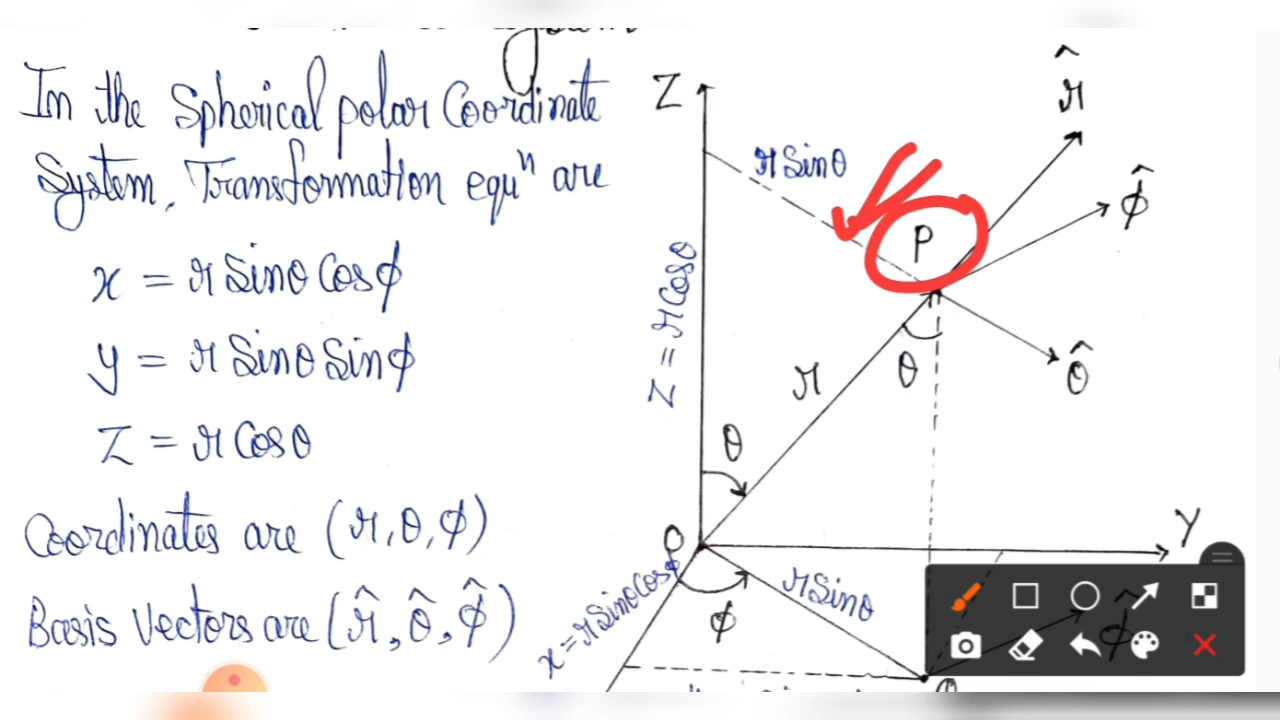 In the Spherical polar Coordinate
System, Transformation equⁿ are
x = r Sinθ Cosϕ
y = r Sinθ Sinϕ
Z = r Cosθ
Coordinates are (r, θ, ϕ)
Basis Vectors are (r̂, θ̂, ϕ̂)
Z
r Sinθ
P
r̂
ϕ̂
θ̂
Z = r Cosθ
r
θ
θ
O
Y
x = r Sinθ Cosϕ
ϕ
r Sinθ
ϕ̂